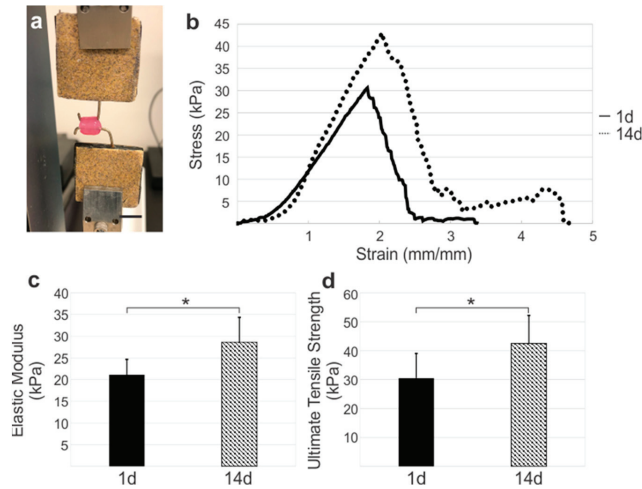 a
b
45
40
35
30
25
20
15
10
5
Stress (kPa)
1 2 3 4 5
Strain (mm/mm)
1d
14d
c
40
35
30
25
20
15
10
5
Elastic Modulus
(kPa)
*
1d 14d
d
60
50
40
30
20
10
Ultimate Tensile Strength
(kPa)
*
1d 14d